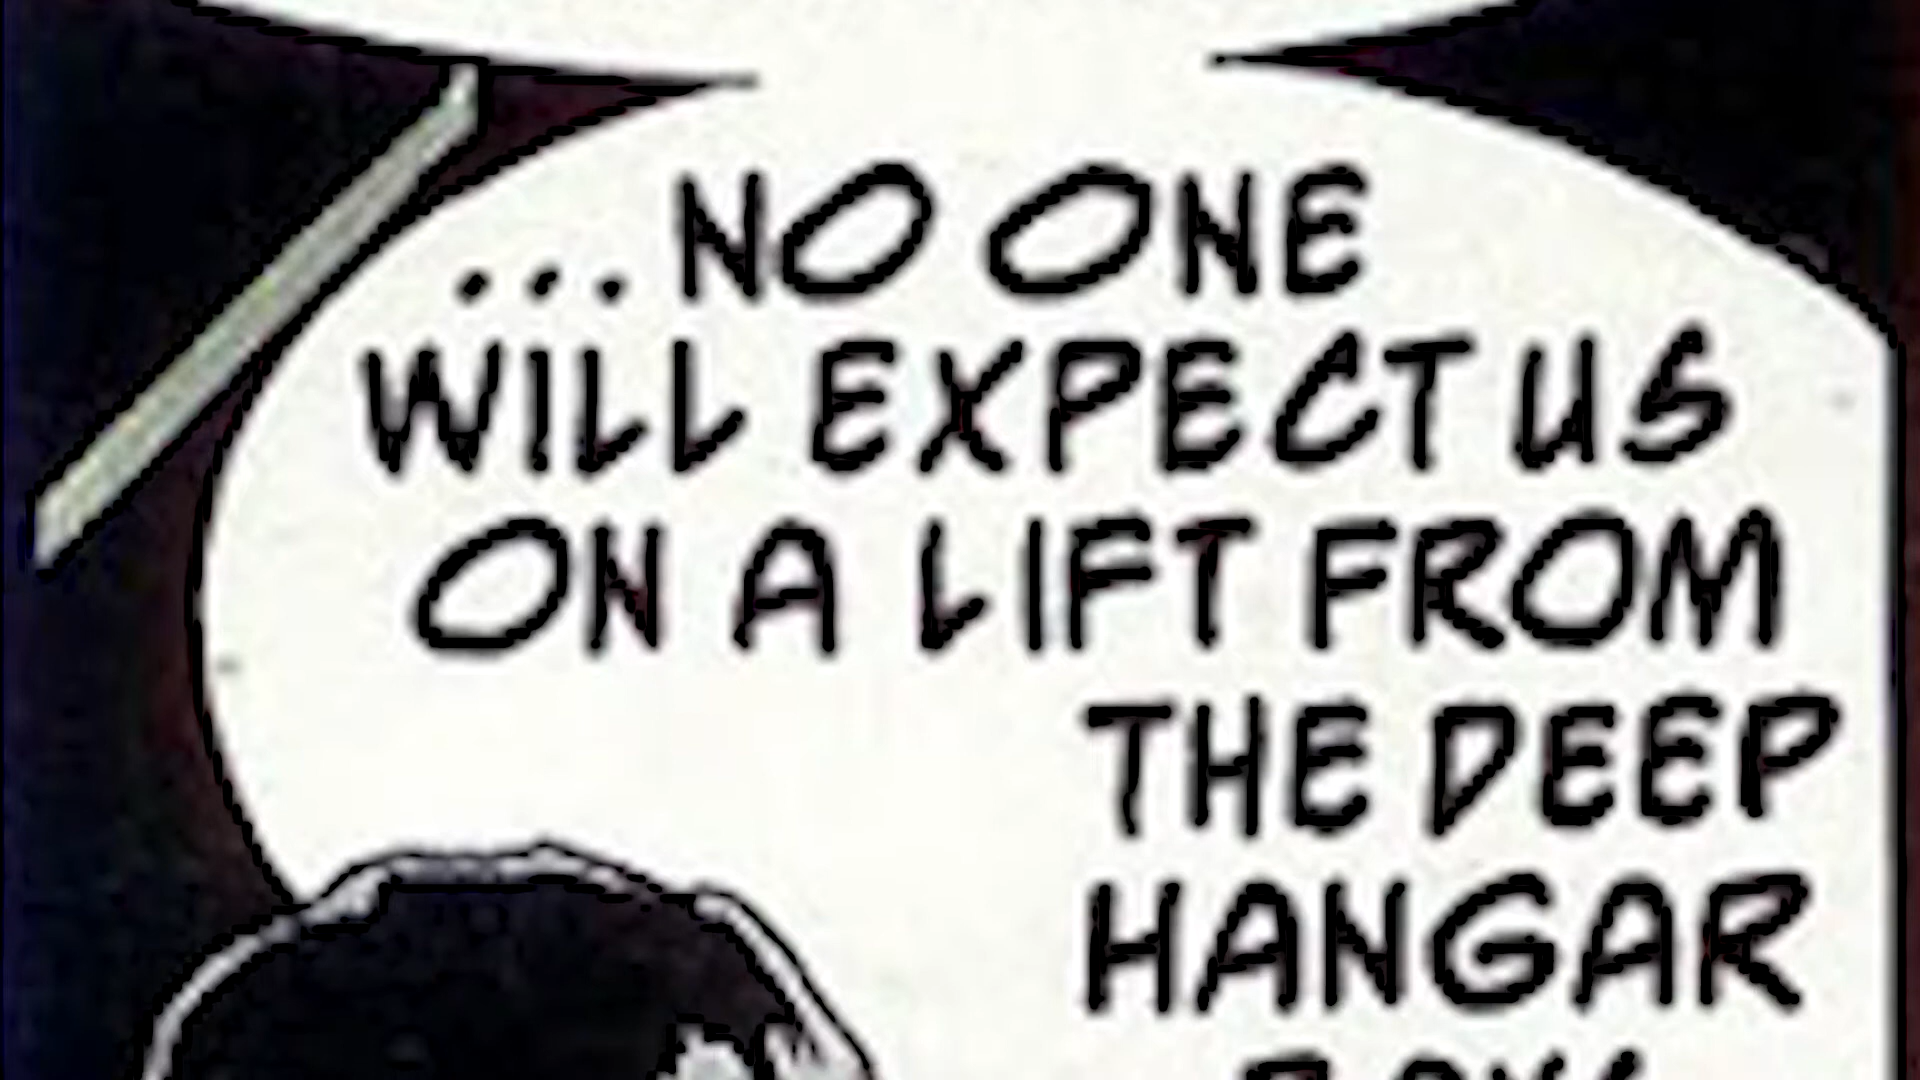 ...NO ONE
WILL EXPECT US
ON A LIFT FROM
THE DEEP
HANGAR